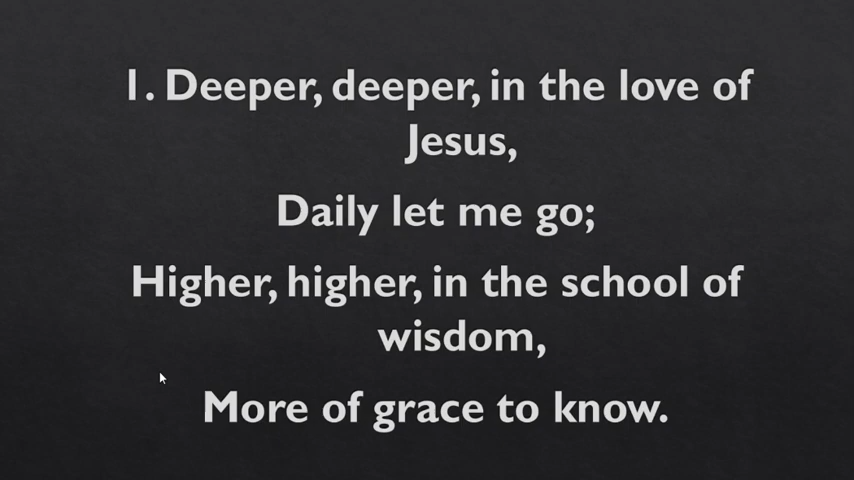 1. Deeper, deeper, in the love of
Jesus,
Daily let me go;
Higher, higher, in the school of
wisdom,
More of grace to know.